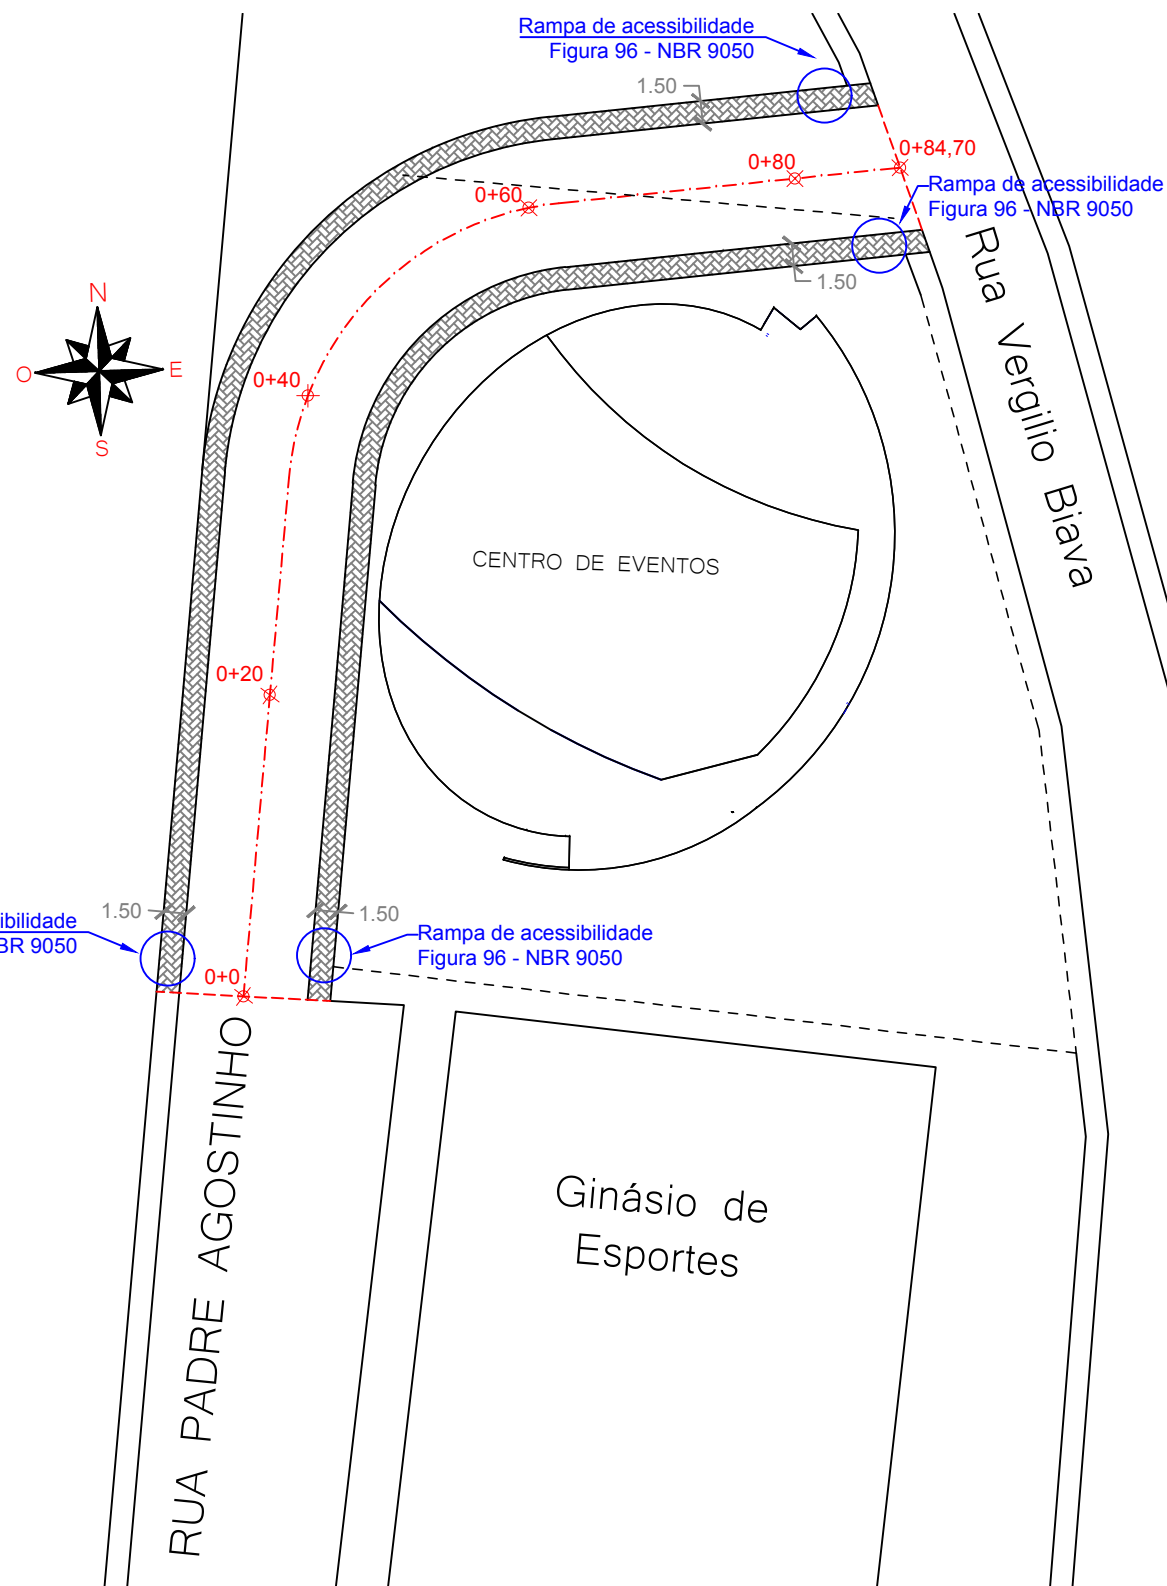 Rampa de acessibilidade
Figura 96 - NBR 9050
1.50
0+84,70
0+80
Rampa de acessibilidade
Figura 96 - NBR 9050
0+60
1.50
Rua Vergilio Biava
N
O
E
S
0+40
CENTRO DE EVENTOS
0+20
1.50
1.50
ibilidade
BR 9050
Rampa de acessibilidade
Figura 96 - NBR 9050
0+0
RUA PADRE AGOSTINHO
Ginásio de
Esportes